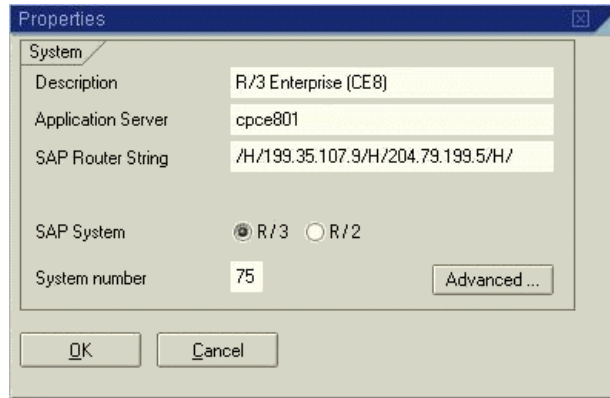 Properties
System
Description R/3 Enterprise (CE8)
Application Server cpce801
SAP Router String /H/199.35.107.9/H/204.79.199.5/H/
SAP System R/3 R/2
System number 75 Advanced ...
OK Cancel